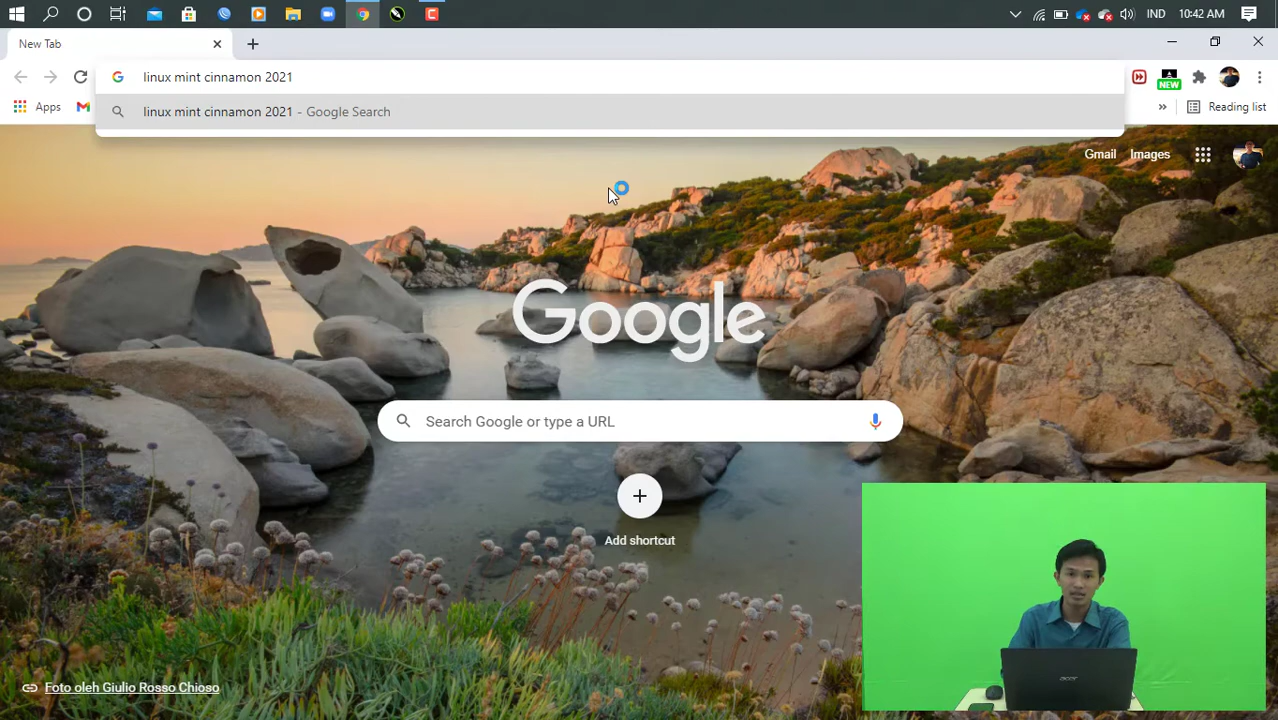 IND
10:42 AM
New Tab
linux mint cinnamon 2021
linux mint cinnamon 2021 - Google Search
NEW
Apps
Reading list
Gmail
Images
Google
Search Google or type a URL
Add shortcut
Foto oleh Giulio Rosso Chioso
acer